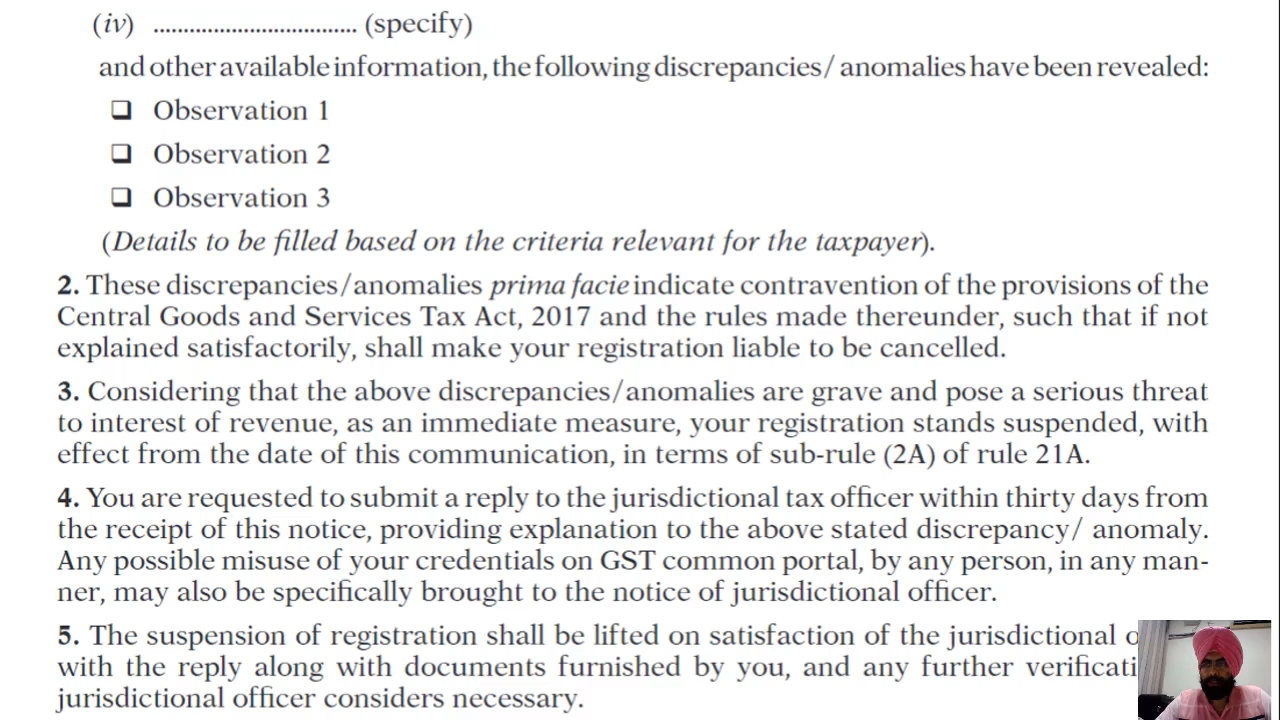 (iv) .................................. (specify)
and other available information, the following discrepancies/ anomalies have been revealed:
❑ Observation 1
❑ Observation 2
❑ Observation 3
(Details to be filled based on the criteria relevant for the taxpayer).
2. These discrepancies/anomalies prima facie indicate contravention of the provisions of the
Central Goods and Services Tax Act, 2017 and the rules made thereunder, such that if not
explained satisfactorily, shall make your registration liable to be cancelled.
3. Considering that the above discrepancies/anomalies are grave and pose a serious threat
to interest of revenue, as an immediate measure, your registration stands suspended, with
effect from the date of this communication, in terms of sub-rule (2A) of rule 21A.
4. You are requested to submit a reply to the jurisdictional tax officer within thirty days from
the receipt of this notice, providing explanation to the above stated discrepancy/ anomaly.
Any possible misuse of your credentials on GST common portal, by any person, in any man-
ner, may also be specifically brought to the notice of jurisdictional officer.
5. The suspension of registration shall be lifted on satisfaction of the jurisdictional
with the reply along with documents furnished by you, and any further
jurisdictional officer considers necessary.